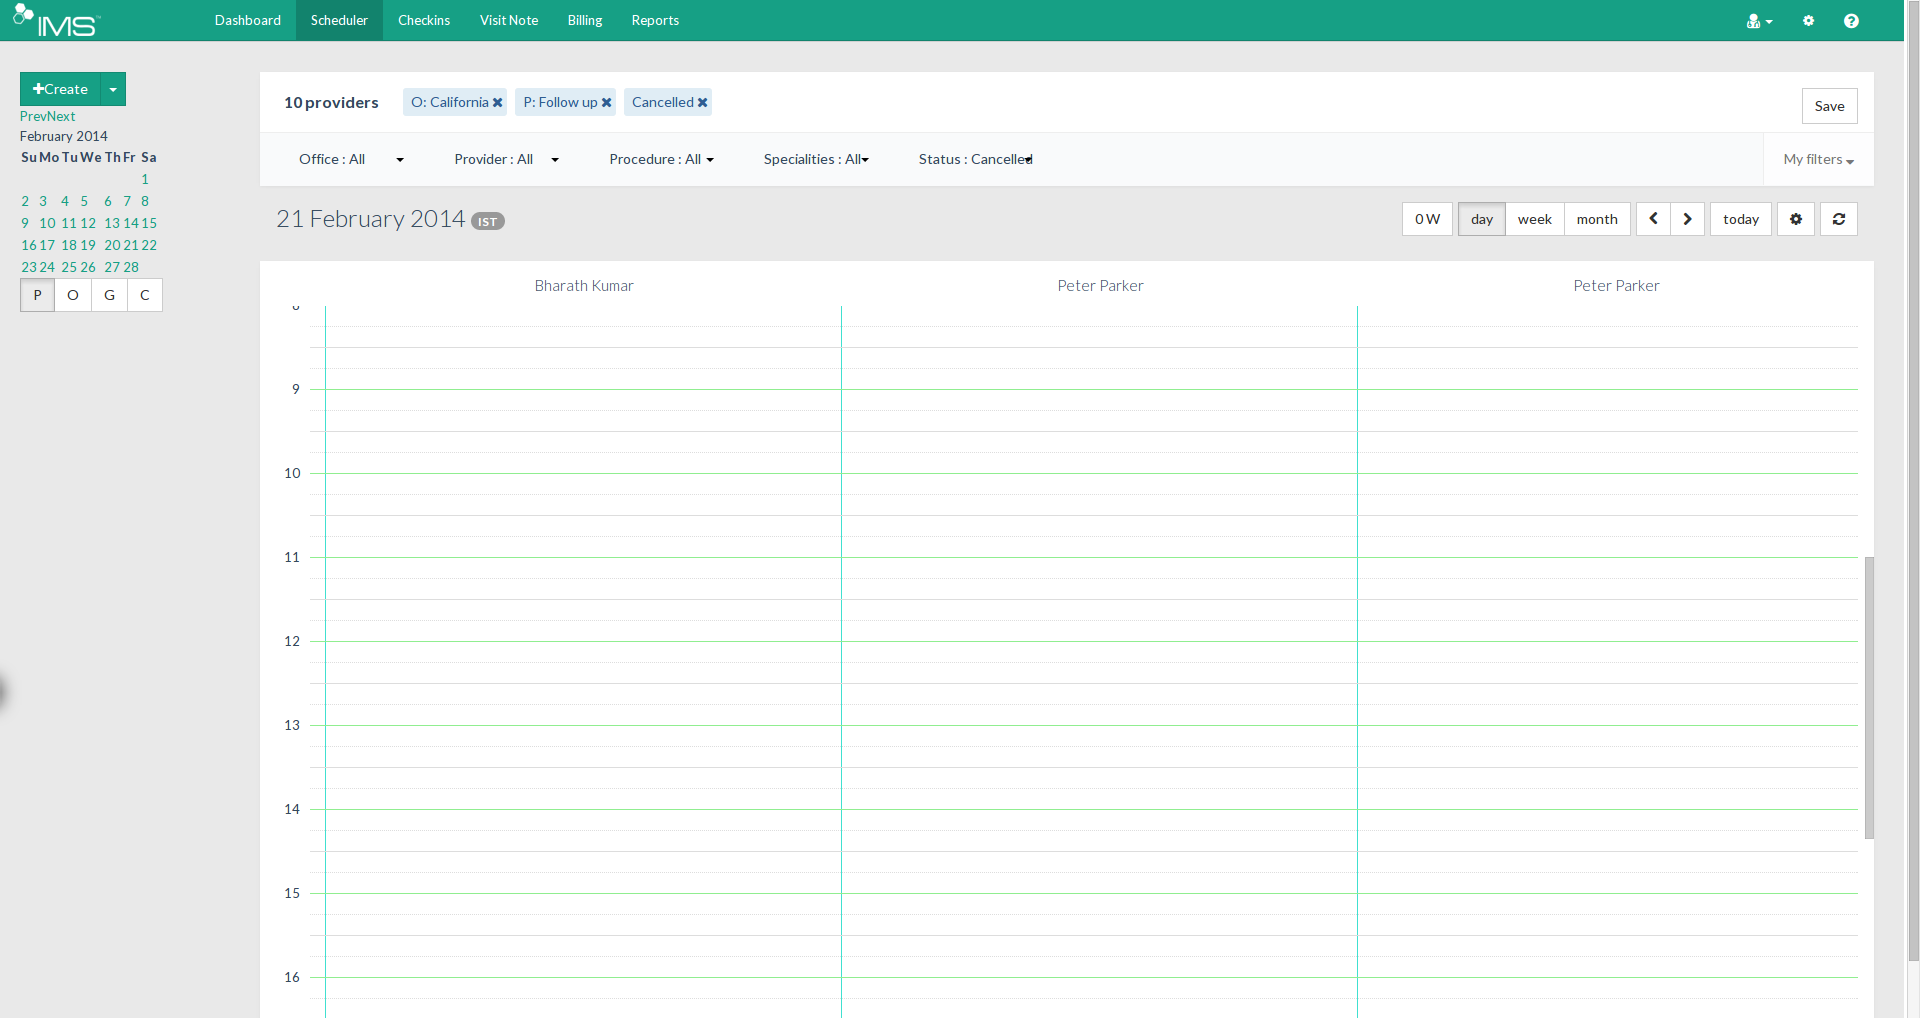 IMS™ Dashboard Scheduler Checkins Visit Note Billing Reports
Create
PrevNext
February 2014
Su Mo Tu We Th Fr Sa
1
2 3 4 5 6 7 8
9 10 11 12 13 14 15
16 17 18 19 20 21 22
23 24 25 26 27 28
P O G C
10 providers O: California P: Follow up Cancelled Save
Office : All Provider : All Procedure : All Specialities : All Status : Cancelled My filters
21 February 2014 IST 0 W day week month today
Bharath Kumar Peter Parker Peter Parker
9
10
11
12
13
14
15
16